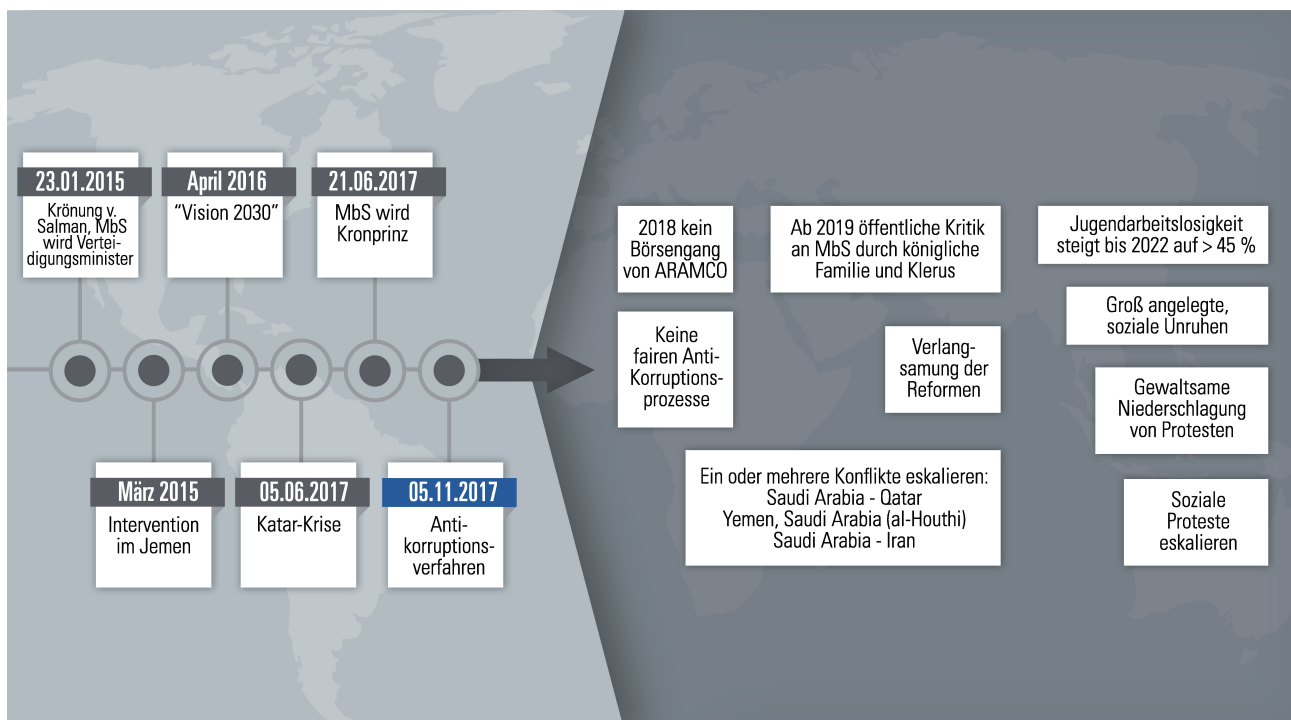 23.01.2015
Krönung v.
Salman, MbS
wird Vertei-
digungsminister
April 2016
“Vision 2030”
21.06.2017
MbS wird
Kronprinz
März 2015
Intervention
im Jemen
05.06.2017
Katar-Krise
05.11.2017
Anti-
korruptions-
verfahren
2018 kein
Börsengang
von ARAMCO
Keine
fairen Anti-
Korruptions-
prozesse
Ab 2019 öffentliche Kritik
an MbS durch königliche
Familie und Klerus
Verlang-
samung der
Reformen
Ein oder mehrere Konflikte eskalieren:
Saudi Arabia - Qatar
Yemen, Saudi Arabia (al-Houthi)
Saudi Arabia - Iran
Jugendarbeitslosigkeit
steigt bis 2022 auf > 45 %
Groß angelegte,
soziale Unruhen
Gewaltsame
Niederschlagung
von Protesten
Soziale
Proteste
eskalieren